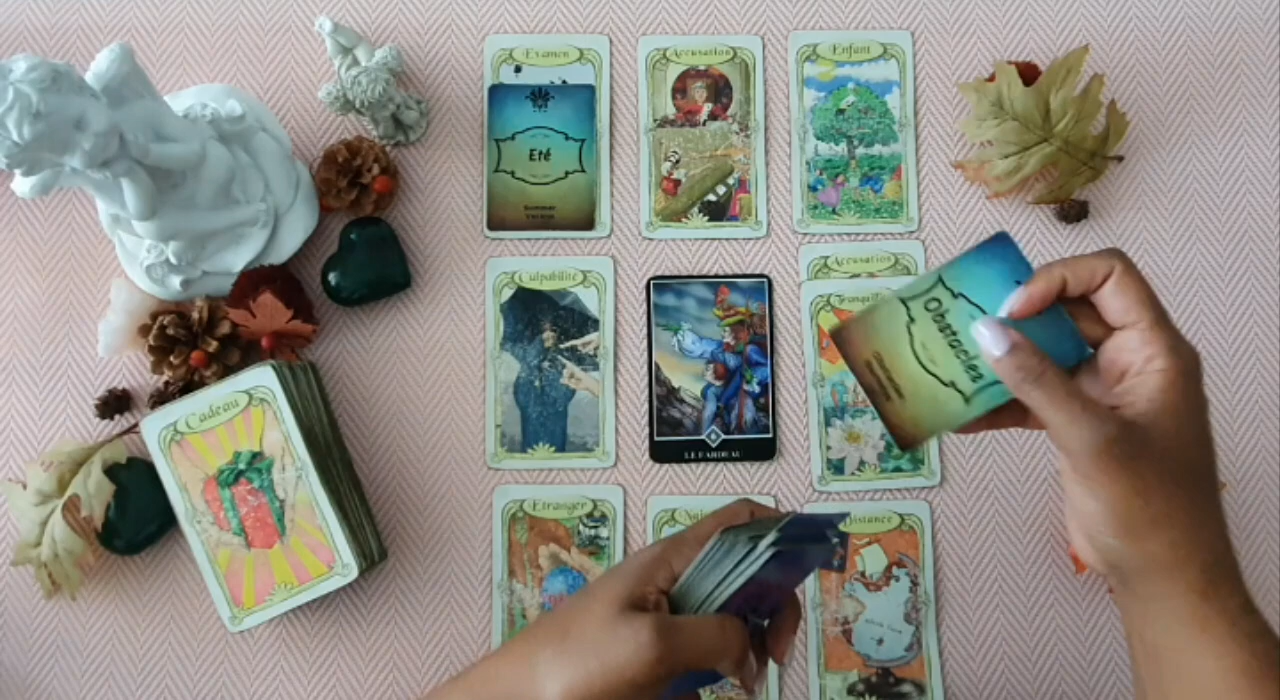 Examen
Accusation
Enfant
Eté
Summer
Culpabilité
Accusation
LE FARDEAU
Obstacles
Cadeau
Etranger
Distance